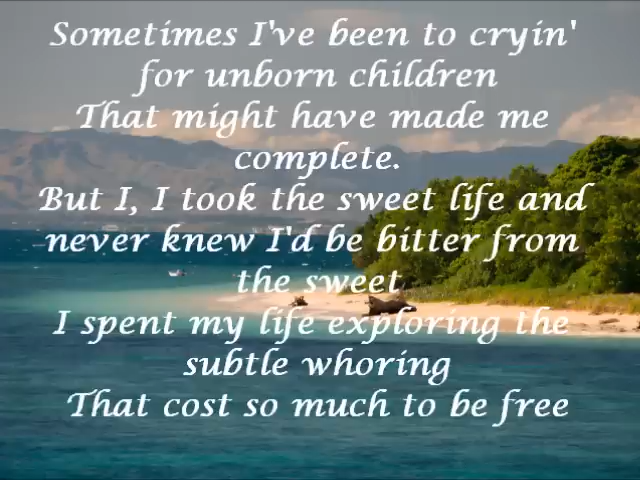 Sometimes I've been to cryin'
for unborn children
That might have made me
complete.
But I, I took the sweet life and
never knew I'd be bitter from
the sweet
I spent my life exploring the
subtle whoring
That cost so much to be free